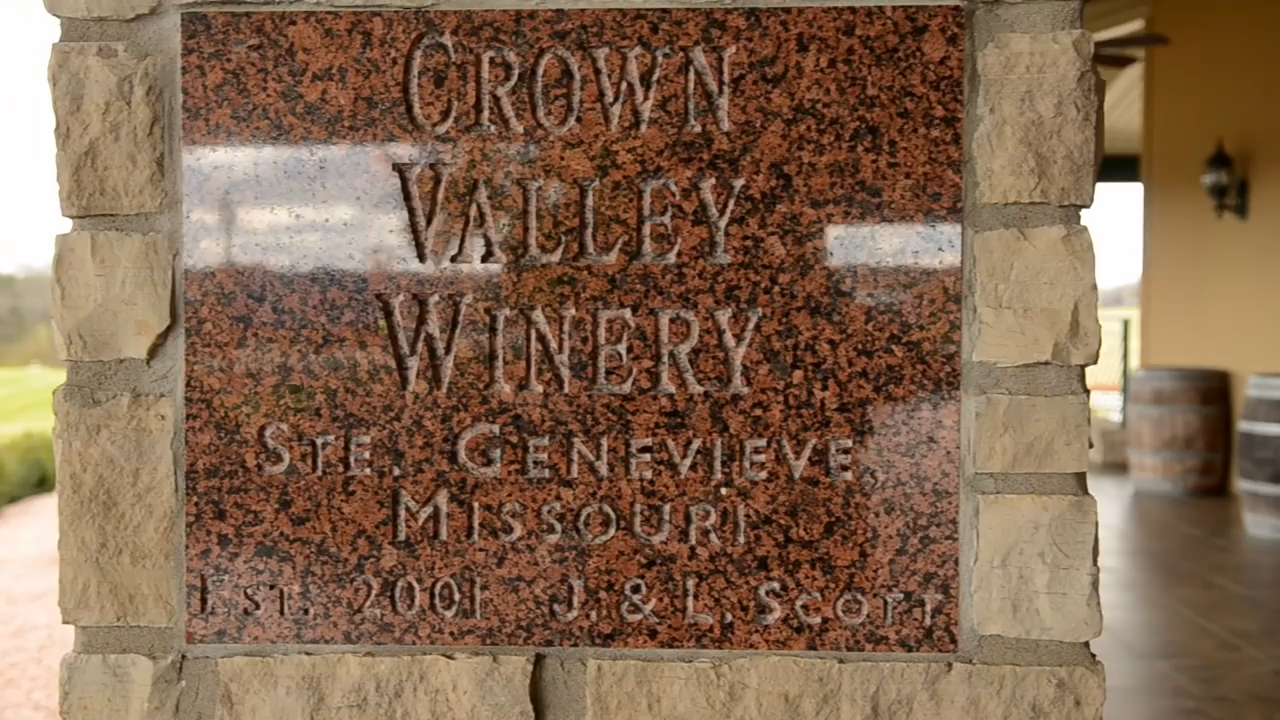 CROWN
VALLEY
WINERY
STE. GENEVIEVE,
MISSOURI
EST. 2001 J. & L. SCOTT